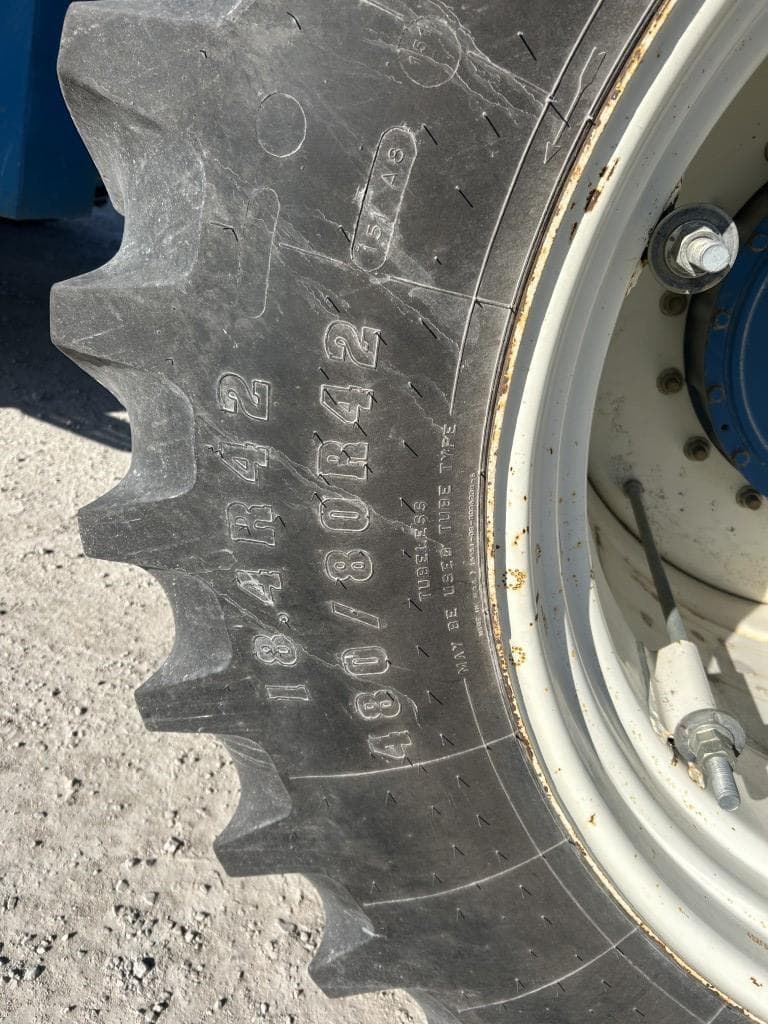 151 A8
480/80R42
18.4R42
TUBELESS
MAY BE USED TUBE TYPE